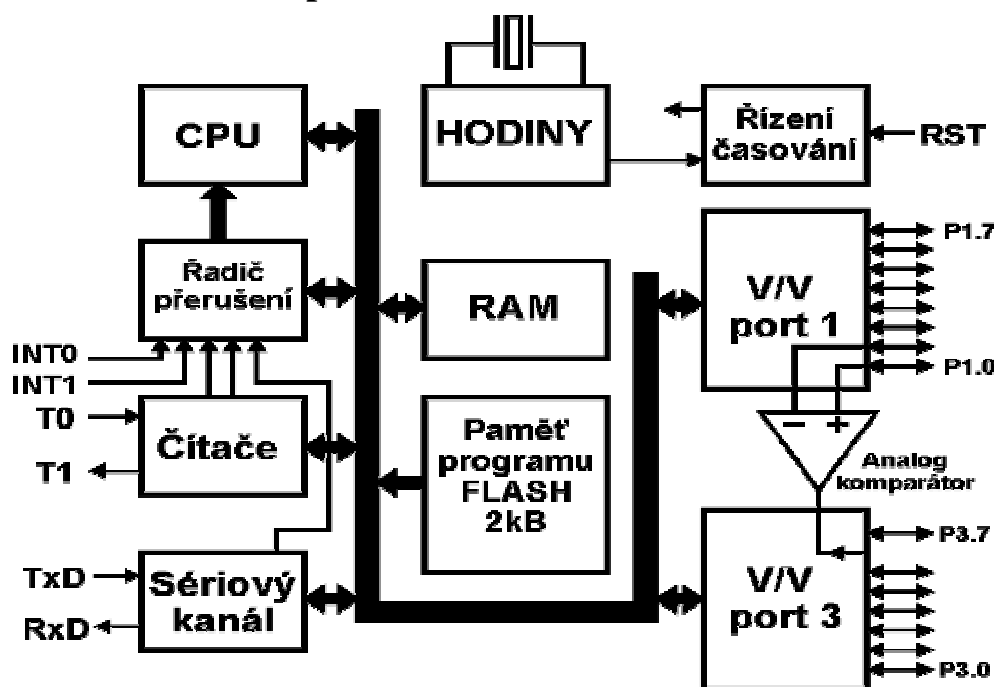 CPU
HODINY
Řízení
časování
RST
Řadič
přerušení
RAM
V/V
port 1
P1.7
P1.0
INT0
INT1
T0
T1
Čítače
Paměť
programu
FLASH
2kB
Analog
komparátor
TxD
RxD
Sériový
kanál
V/V
port 3
P3.7
P3.0